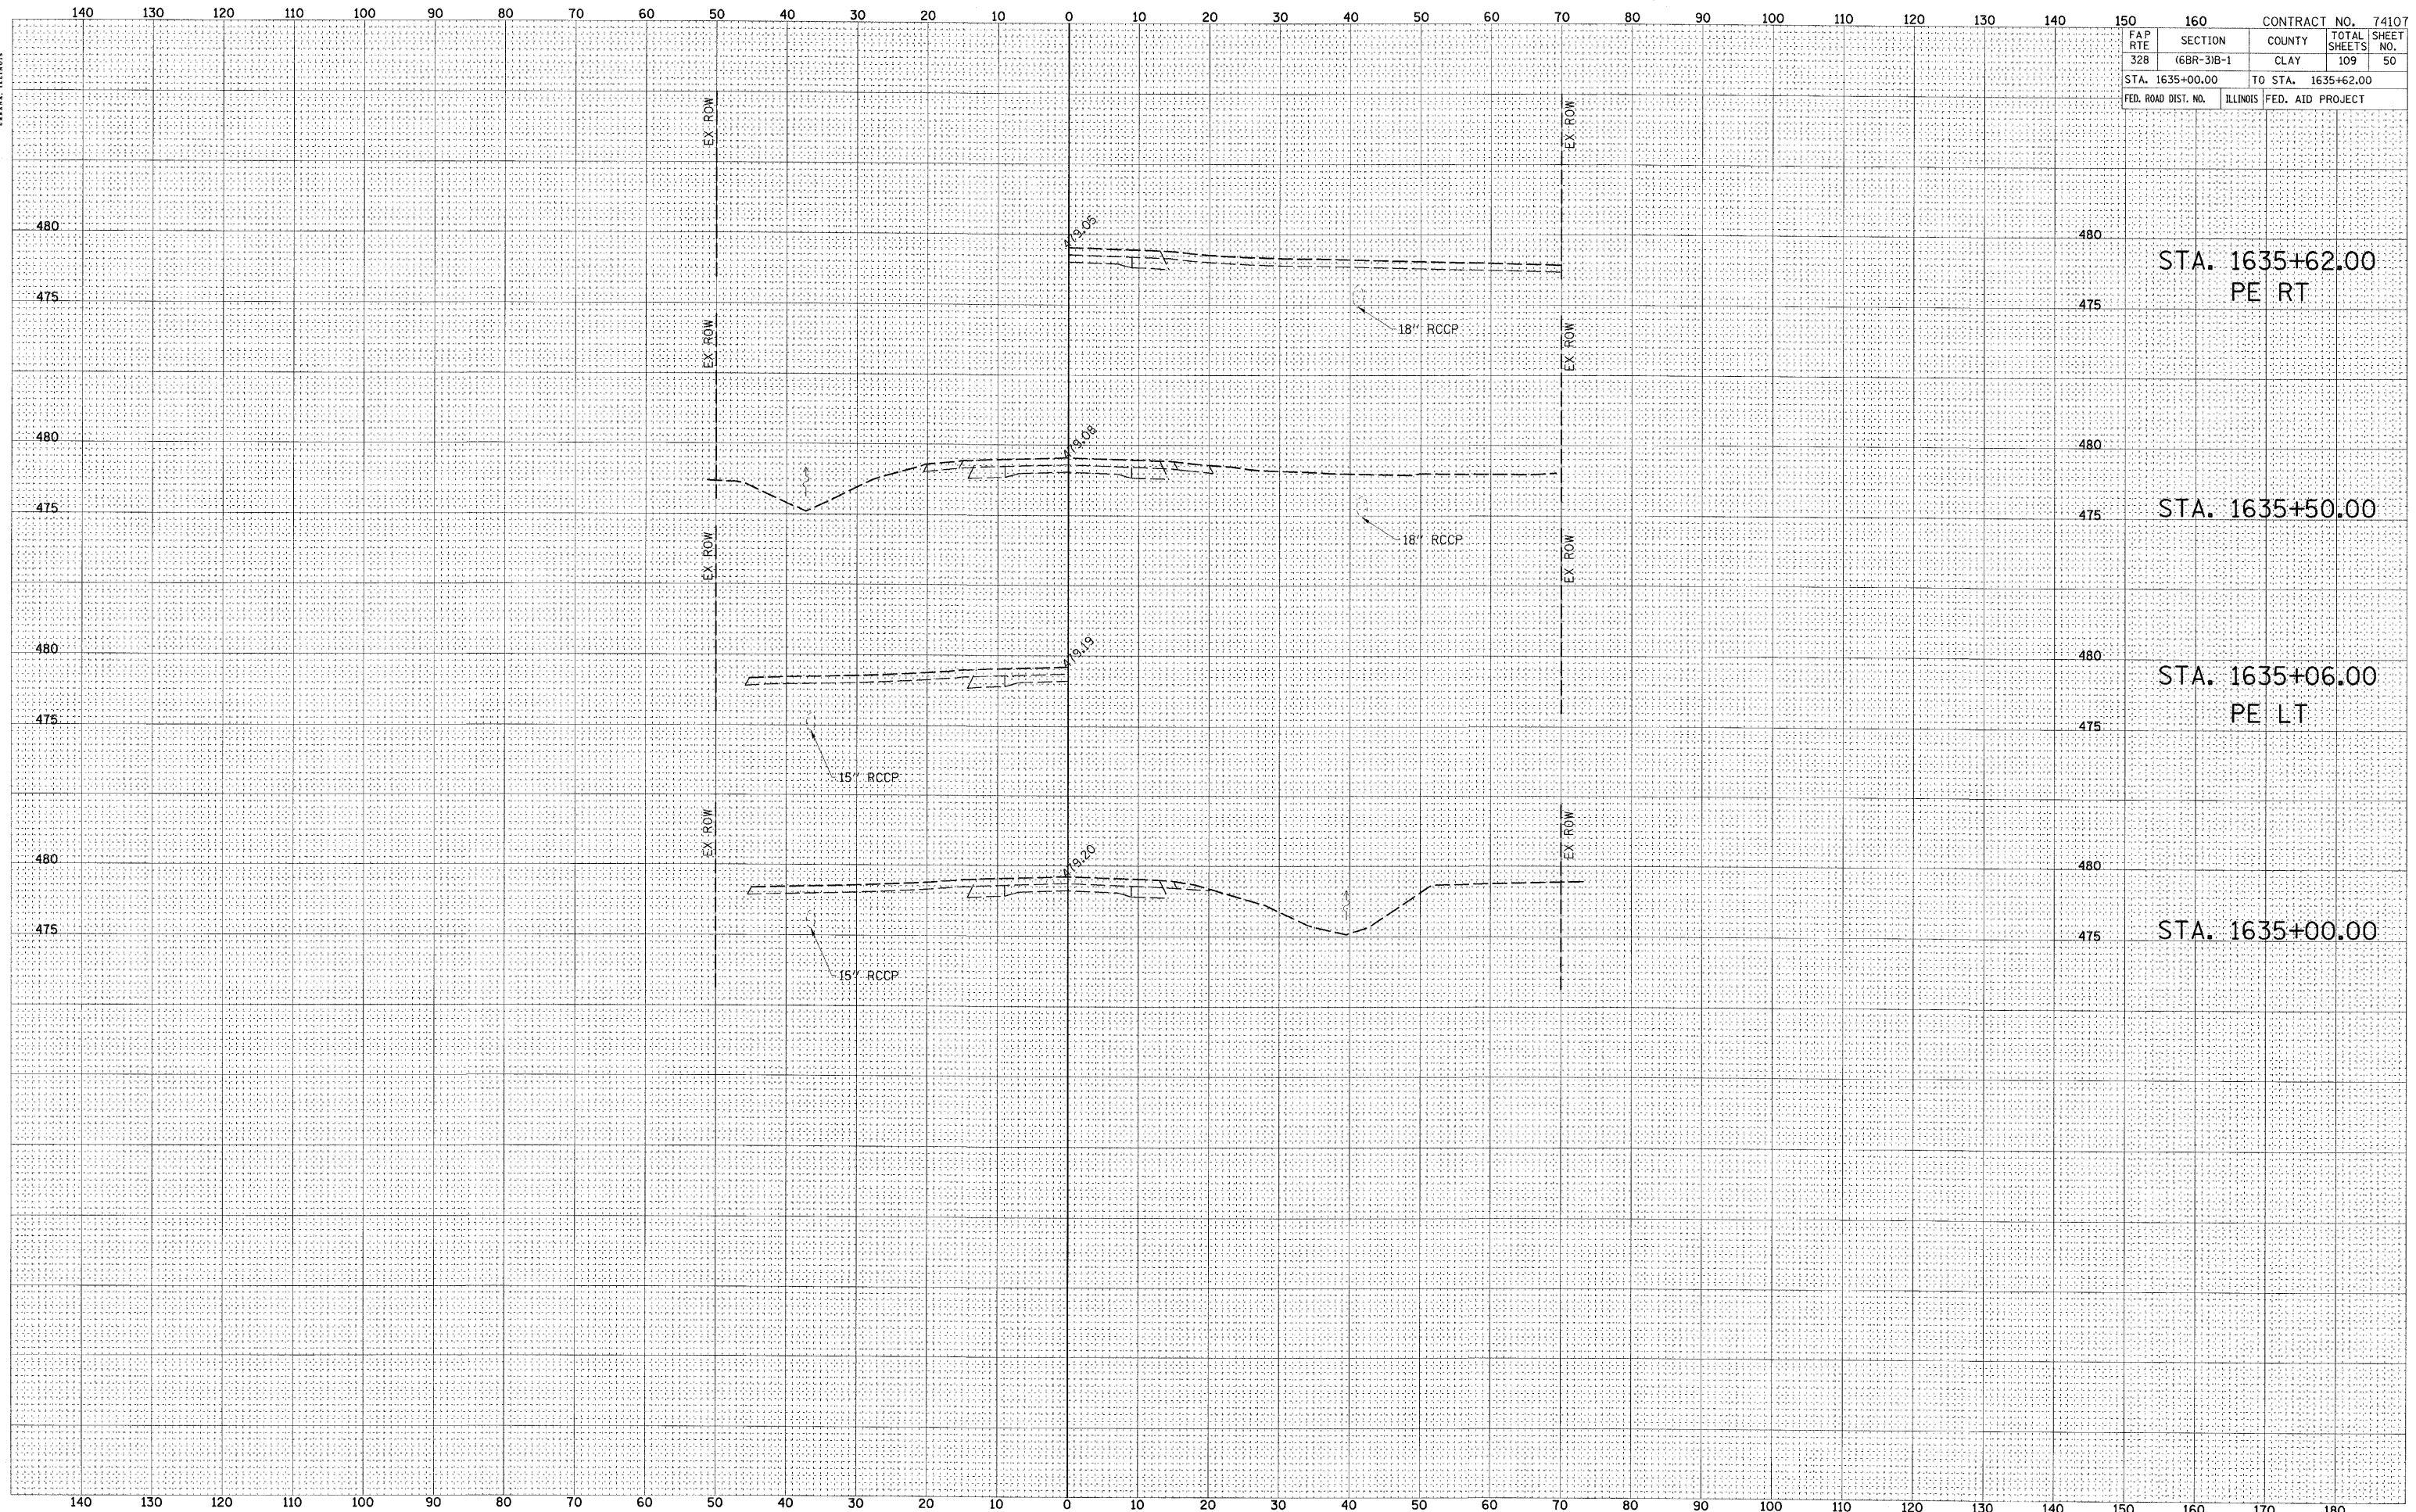 140 130 120 110 100 90 80 70 60 50 40 30 20 10 0 10 20 30 40 50 60 70 80 90 100 110 120 130 140 150 160
CONTRACT NO. 74107
FAP RTE SECTION COUNTY TOTAL SHEETS SHEET NO.
328 (6BR-3)B-1 CLAY 109 50
STA. 1635+00.00 TO STA. 1635+62.00
FED. ROAD DIST. NO. ILLINOIS FED. AID PROJECT
EX ROW EX ROW
480 479.05 480
STA. 1635+62.00
PE RT
475 475
18" RCCP
EX ROW EX ROW
480 479.08 480
475 475
STA. 1635+50.00
18" RCCP
EX ROW EX ROW
480 479.19 480
STA. 1635+06.00
PE LT
475 475
15" RCCP
EX ROW EX ROW
480 479.20 480
475 475
STA. 1635+00.00
15" RCCP
140 130 120 110 100 90 80 70 60 50 40 30 20 10 0 10 20 30 40 50 60 70 80 90 100 110 120 130 140 150 160 170 180